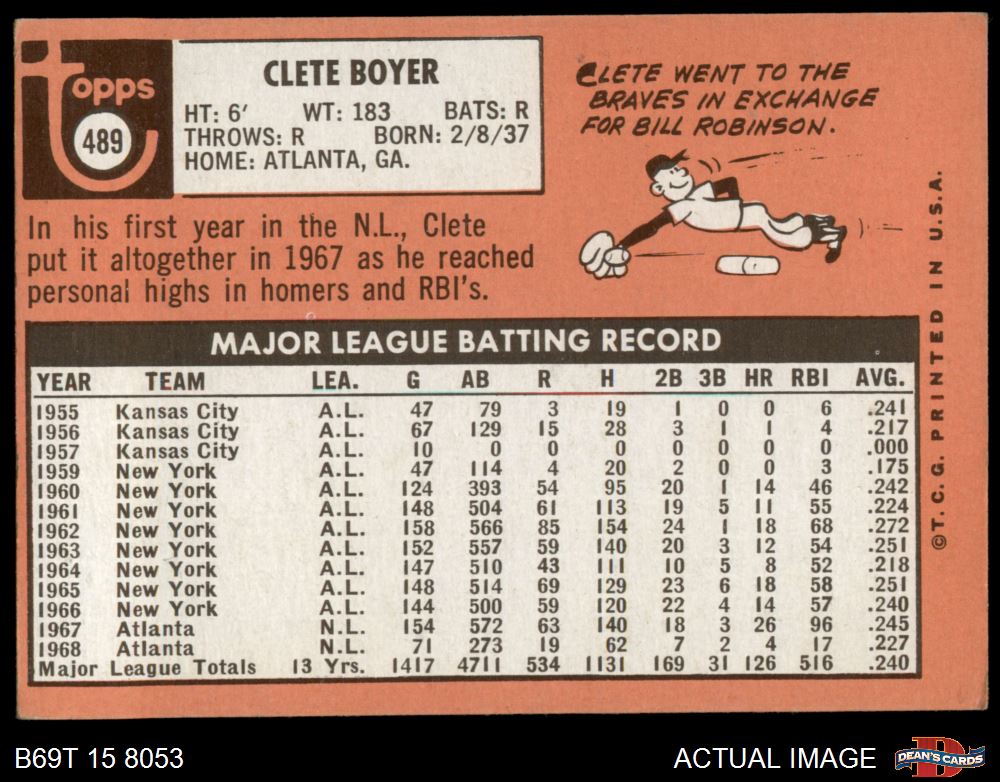 Topps
489
CLETE BOYER
HT: 6' WT: 183 BATS: R
THROWS: R BORN: 2/8/37
HOME: ATLANTA, GA.
CLETE WENT TO THE
BRAVES IN EXCHANGE
FOR BILL ROBINSON.
In his first year in the N.L., Clete
put it altogether in 1967 as he reached
personal highs in homers and RBI's.
MAJOR LEAGUE BATTING RECORD
YEAR TEAM LEA. G AB R H 2B 3B HR RBI AVG.
1955 Kansas City A.L. 47 79 3 19 1 0 0 6 .241
1956 Kansas City A.L. 67 129 15 28 3 1 1 4 .217
1957 Kansas City A.L. 10 0 0 0 0 0 0 0 .000
1959 New York A.L. 47 114 4 20 2 0 0 3 .175
1960 New York A.L. 124 393 54 95 20 1 14 46 .242
1961 New York A.L. 148 504 61 113 19 5 11 55 .224
1962 New York A.L. 158 566 85 154 24 1 18 68 .272
1963 New York A.L. 152 557 59 140 20 3 12 54 .251
1964 New York A.L. 147 510 43 111 10 5 8 52 .218
1965 New York A.L. 148 514 69 129 23 6 18 58 .251
1966 New York A.L. 144 500 59 120 22 4 14 57 .240
1967 Atlanta N.L. 154 572 63 140 18 3 26 96 .245
1968 Atlanta N.L. 71 273 19 62 7 2 4 17 .227
Major League Totals 13 Yrs. 1417 4711 534 1131 169 31 126 516 .240
©T.C.G. PRINTED IN U.S.A.
B69T 15 8053
ACTUAL IMAGE
D
DEAN'S CARDS